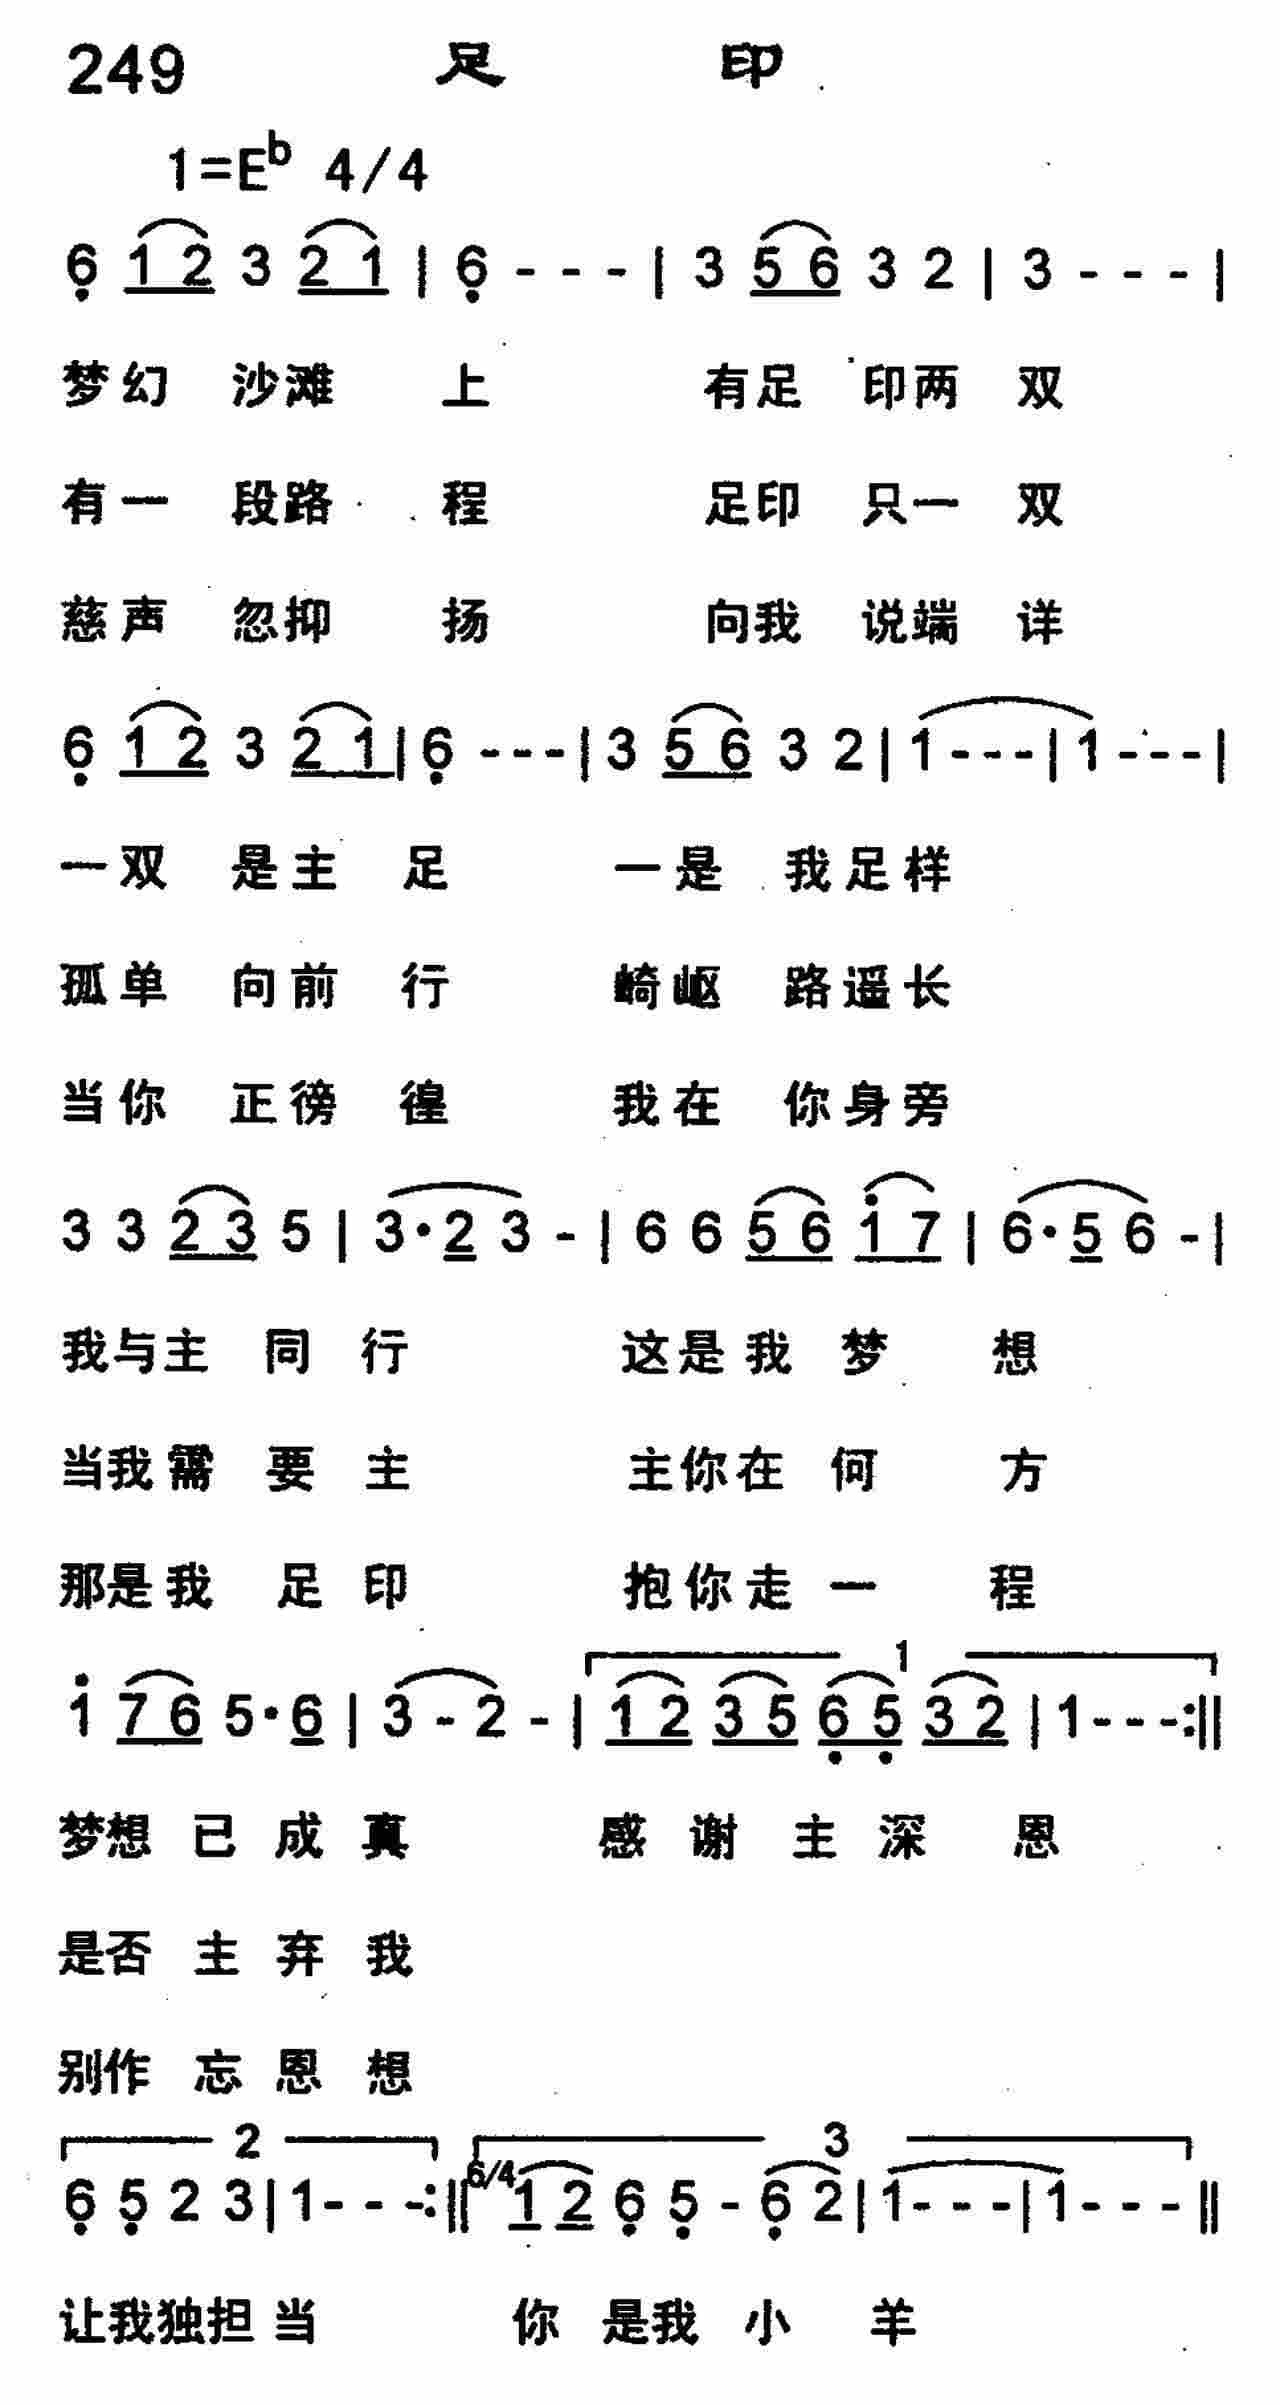 249 足 印
1=E♭ 4/4
6̣ 1 2 3 2 1 | 6̣ - - - | 3 5 6 3 2 | 3 - - - |
梦幻 沙滩 上 有足 印两 双
有一 段路 程 足印 只一 双
慈声 忽抑 扬 向我 说端 详
6̣ 1 2 3 2 1 | 6̣ - - - | 3 5 6 3 2 | 1 - - - | 1 - - - |
一双 是主 足 一是 我足样
孤单 向前 行 崎岖 路遥长
当你 正徬 徨 我在 你身旁
3 3 2 3 5 | 3 · 2 3 - | 6 6 5 6 1̇ 7 | 6 · 5 6 - |
我与主 同 行 这是我 梦 想
当我需 要 主 主你在 何 方
那是我 足 印 抱你走 一 程
1
1̇ 7 6 5 · 6 | 3 - 2 - | 1 2 3 5 6̣ 5̣ 3 2 | 1 - - - :||
梦想 已 成 真 感 谢 主 深 恩
是否 主 弃 我
别作 忘 恩 想
2 3
6̣ 5̣ 2 3 | 1 - - - :|| 6/4 1 2 6̣ 5̣ - 6̣ 2 | 1 - - - | 1 - - - ||
让我独担当 你 是我 小 羊